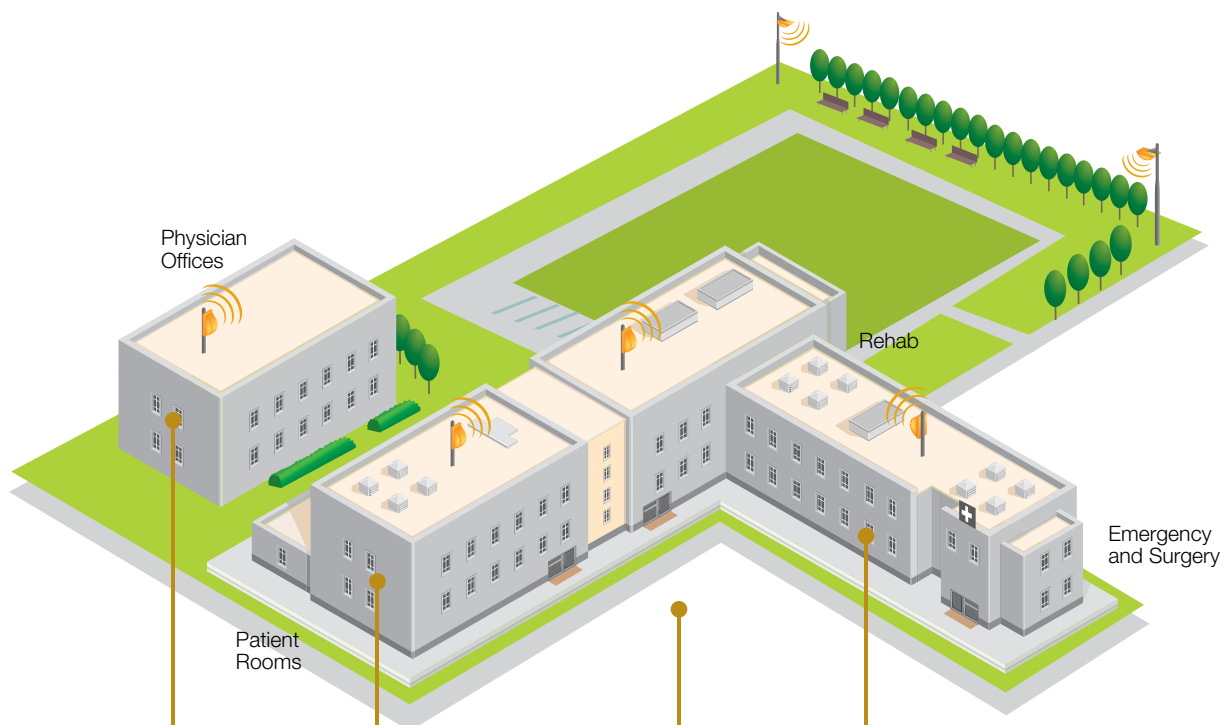 Physician
Offices
Rehab
Emergency
and Surgery
Patient
Rooms